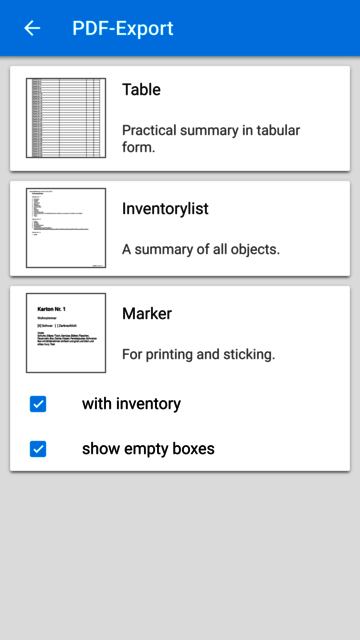 PDF-Export
Table
Practical summary in tabular
form.
Inventorylist
A summary of all objects.
Karton Nr. 1
Marker
For printing and sticking.
with inventory
show empty boxes